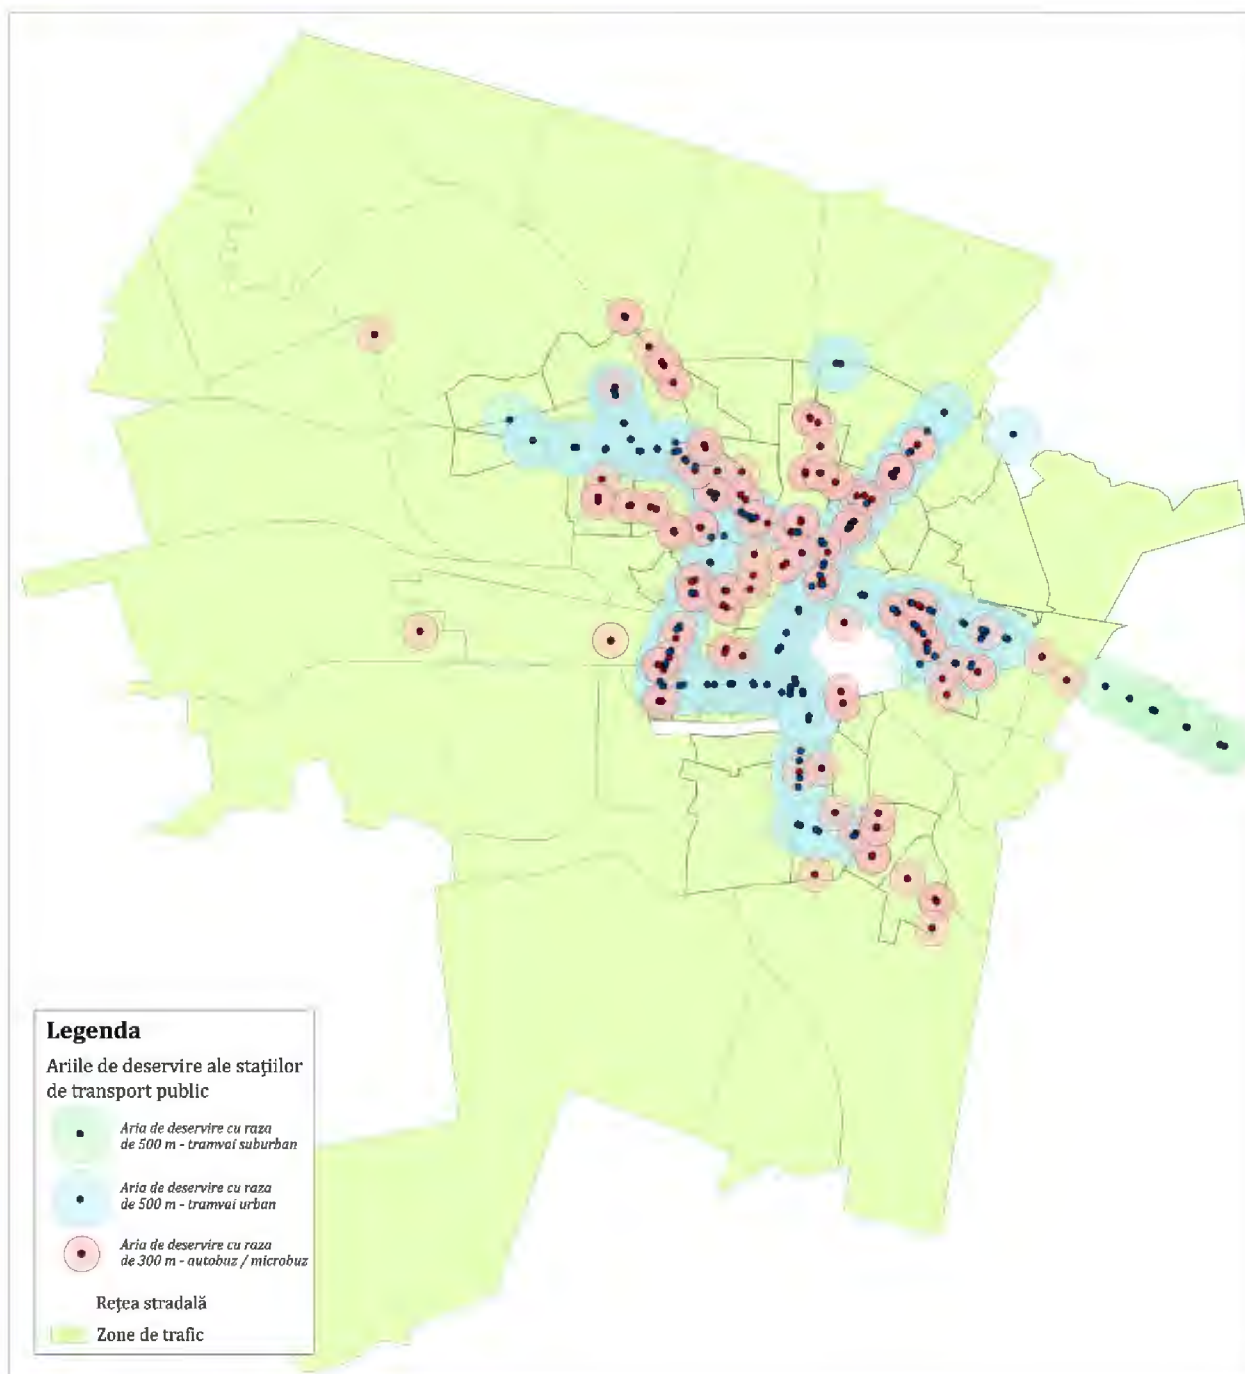 Legenda
Ariile de deservire ale stațiilor
de transport public
Aria de deservire cu raza
de 500 m - tramvai suburban
Aria de deservire cu raza
de 500 m - tramvai urban
Aria de deservire cu raza
de 300 m - autobuz / microbuz
Rețea stradală
Zone de trafic